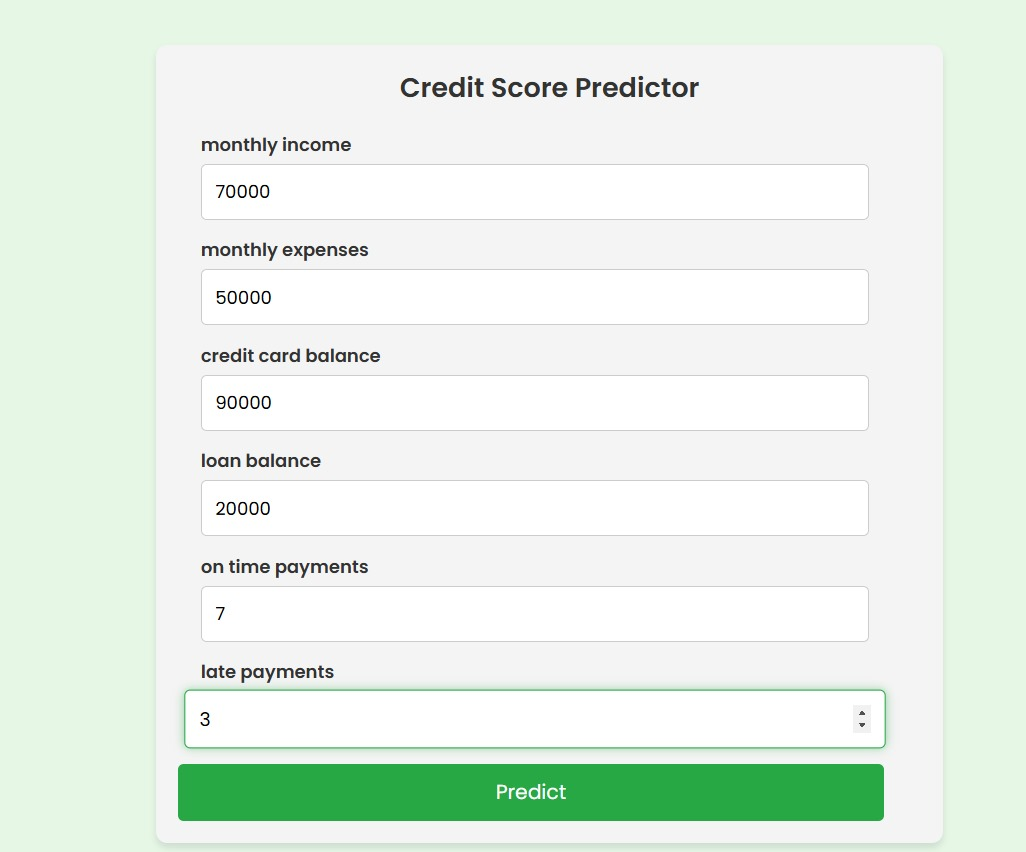 Credit Score Predictor
monthly income
70000
monthly expenses
50000
credit card balance
90000
loan balance
20000
on time payments
7
late payments
3
Predict